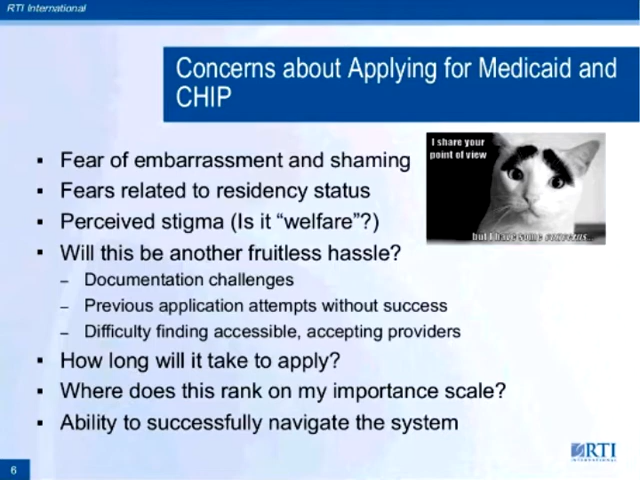 RTI International
Concerns about Applying for Medicaid and
CHIP
▪ Fear of embarrassment and shaming
▪ Fears related to residency status
▪ Perceived stigma (Is it “welfare”?)
▪ Will this be another fruitless hassle?
– Documentation challenges
– Previous application attempts without success
– Difficulty finding accessible, accepting providers
▪ How long will it take to apply?
▪ Where does this rank on my importance scale?
▪ Ability to successfully navigate the system
I share your
point of view
but I have some concerns...
6
RTI
INTERNATIONAL